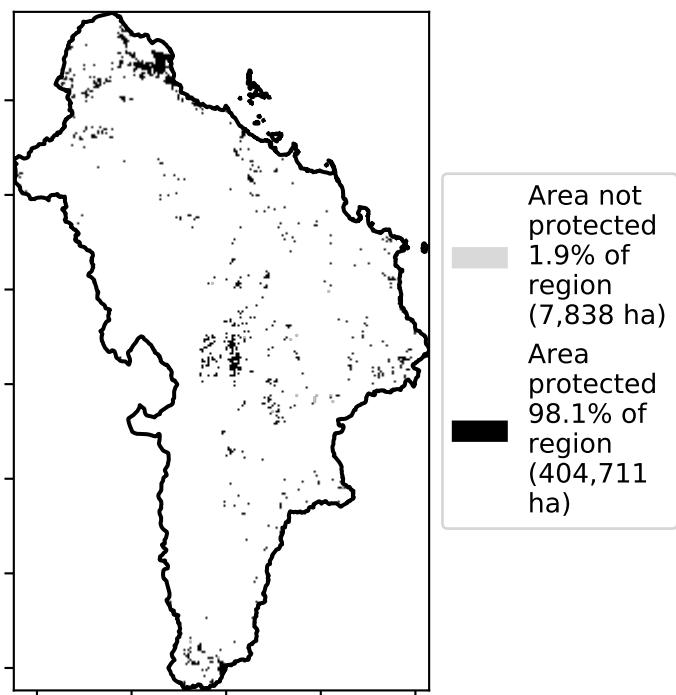 Area not
protected
1.9% of
region
(7,838 ha)
Area
protected
98.1% of
region
(404,711
ha)